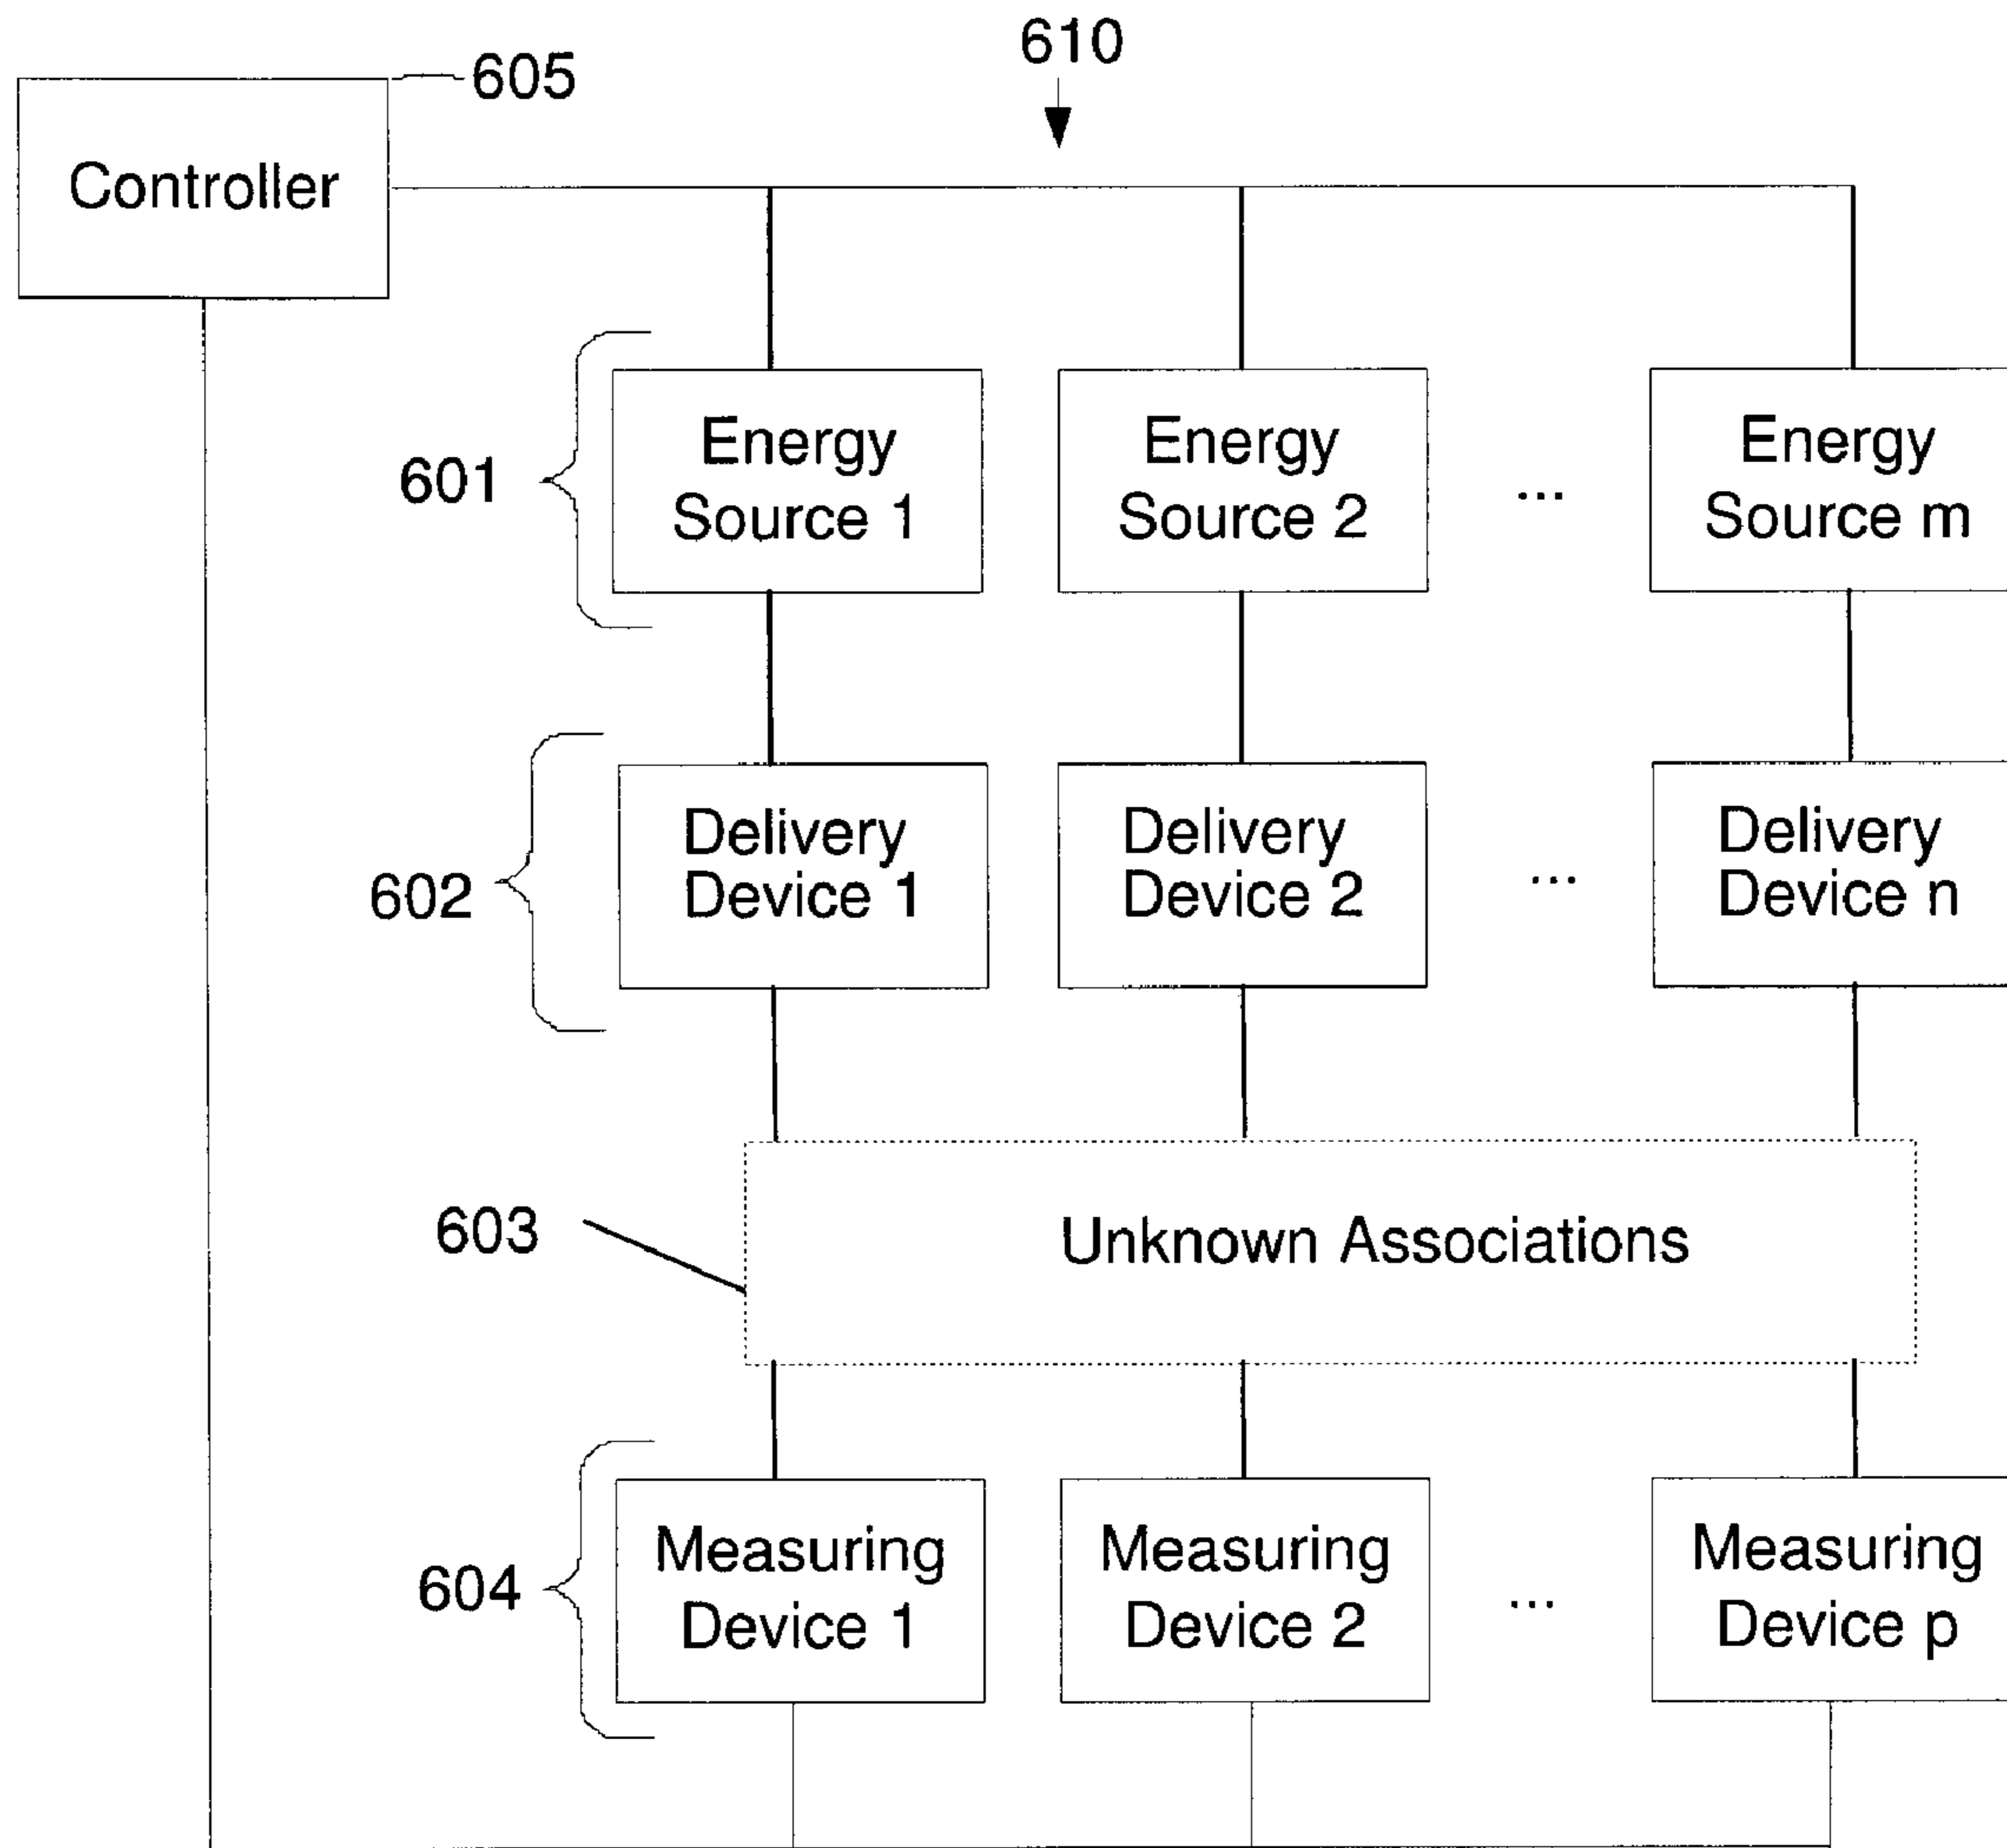 610
605
Controller
601
Energy
Source 1
Energy
Source 2
...
Energy
Source m
602
Delivery
Device 1
Delivery
Device 2
...
Delivery
Device n
603
Unknown Associations
604
Measuring
Device 1
Measuring
Device 2
...
Measuring
Device p